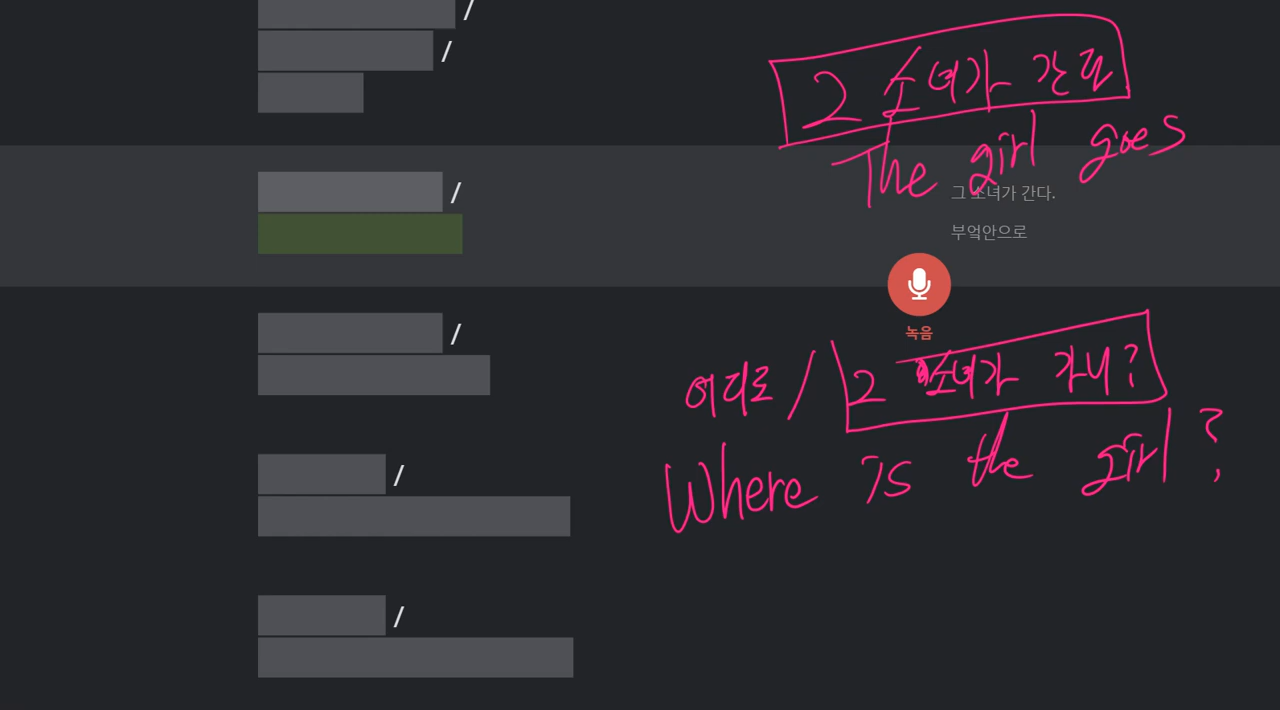 /
/
그 소녀가 간다
The girl goes
/
그 소녀가 간다.
부엌안으로
녹음
/
어디로 / 그 소녀가 가니?
Where is the girl ?
/
/